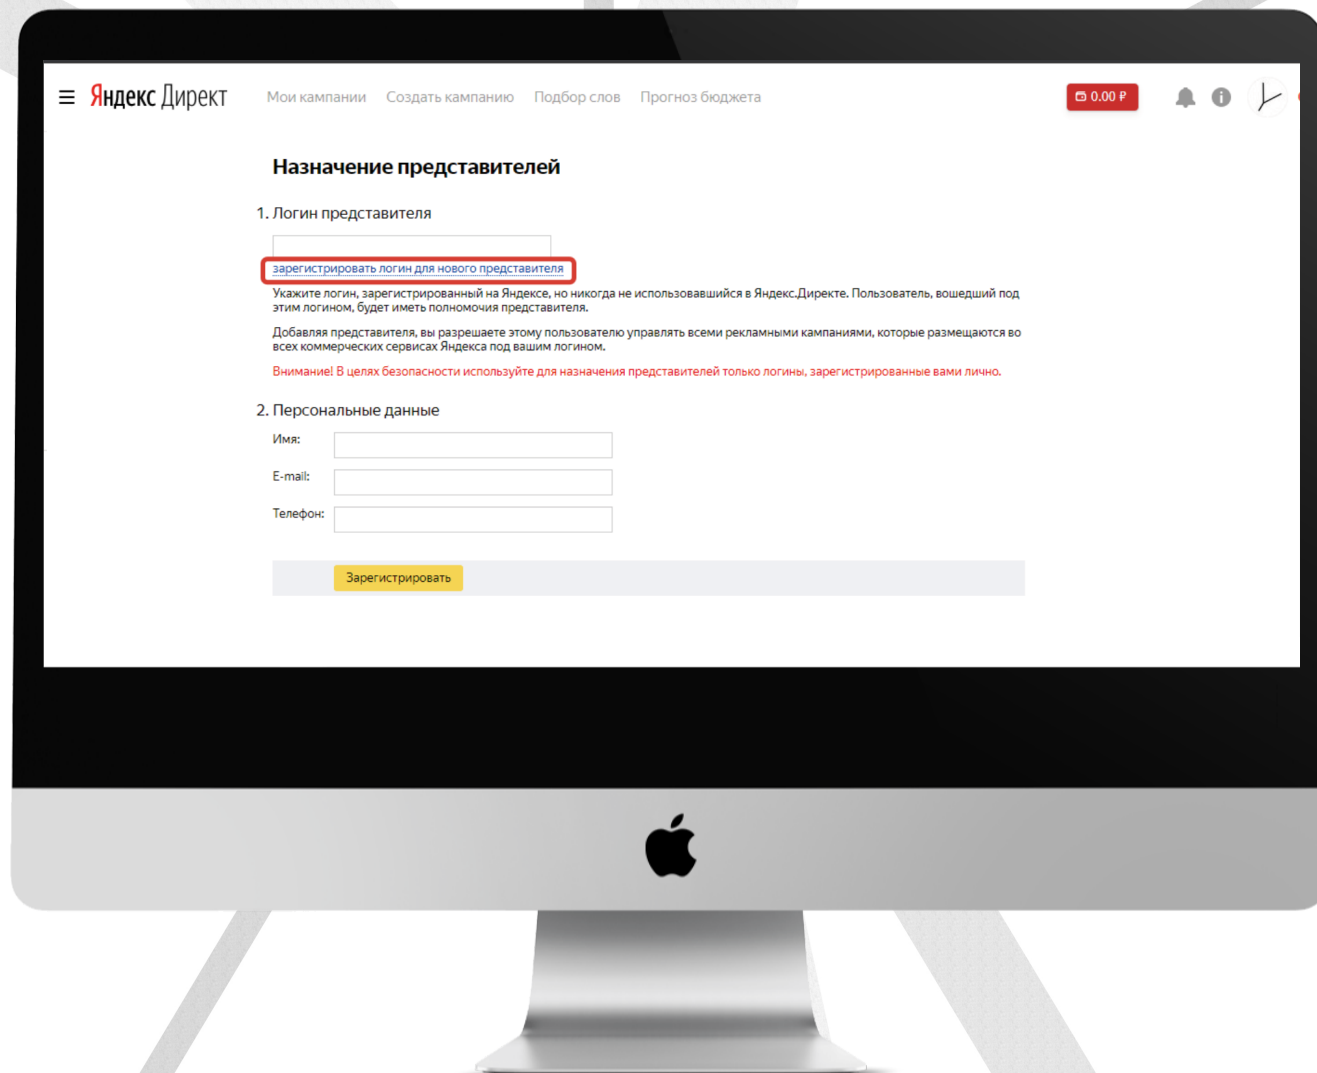 Яндекс Директ
Мои кампании Создать кампанию Подбор слов Прогноз бюджета
0.00 ₽
Назначение представителей
1. Логин представителя
зарегистрировать логин для нового представителя
Укажите логин, зарегистрированный на Яндексе, но никогда не использовавшийся в Яндекс.Директе. Пользователь, вошедший под
этим логином, будет иметь полномочия представителя.
Добавляя представителя, вы разрешаете этому пользователю управлять всеми рекламными кампаниями, которые размещаются во
всех коммерческих сервисах Яндекса под вашим логином.
Внимание! В целях безопасности используйте для назначения представителей только логины, зарегистрированные вами лично.
2. Персональные данные
Имя:
E-mail:
Телефон:
Зарегистрировать